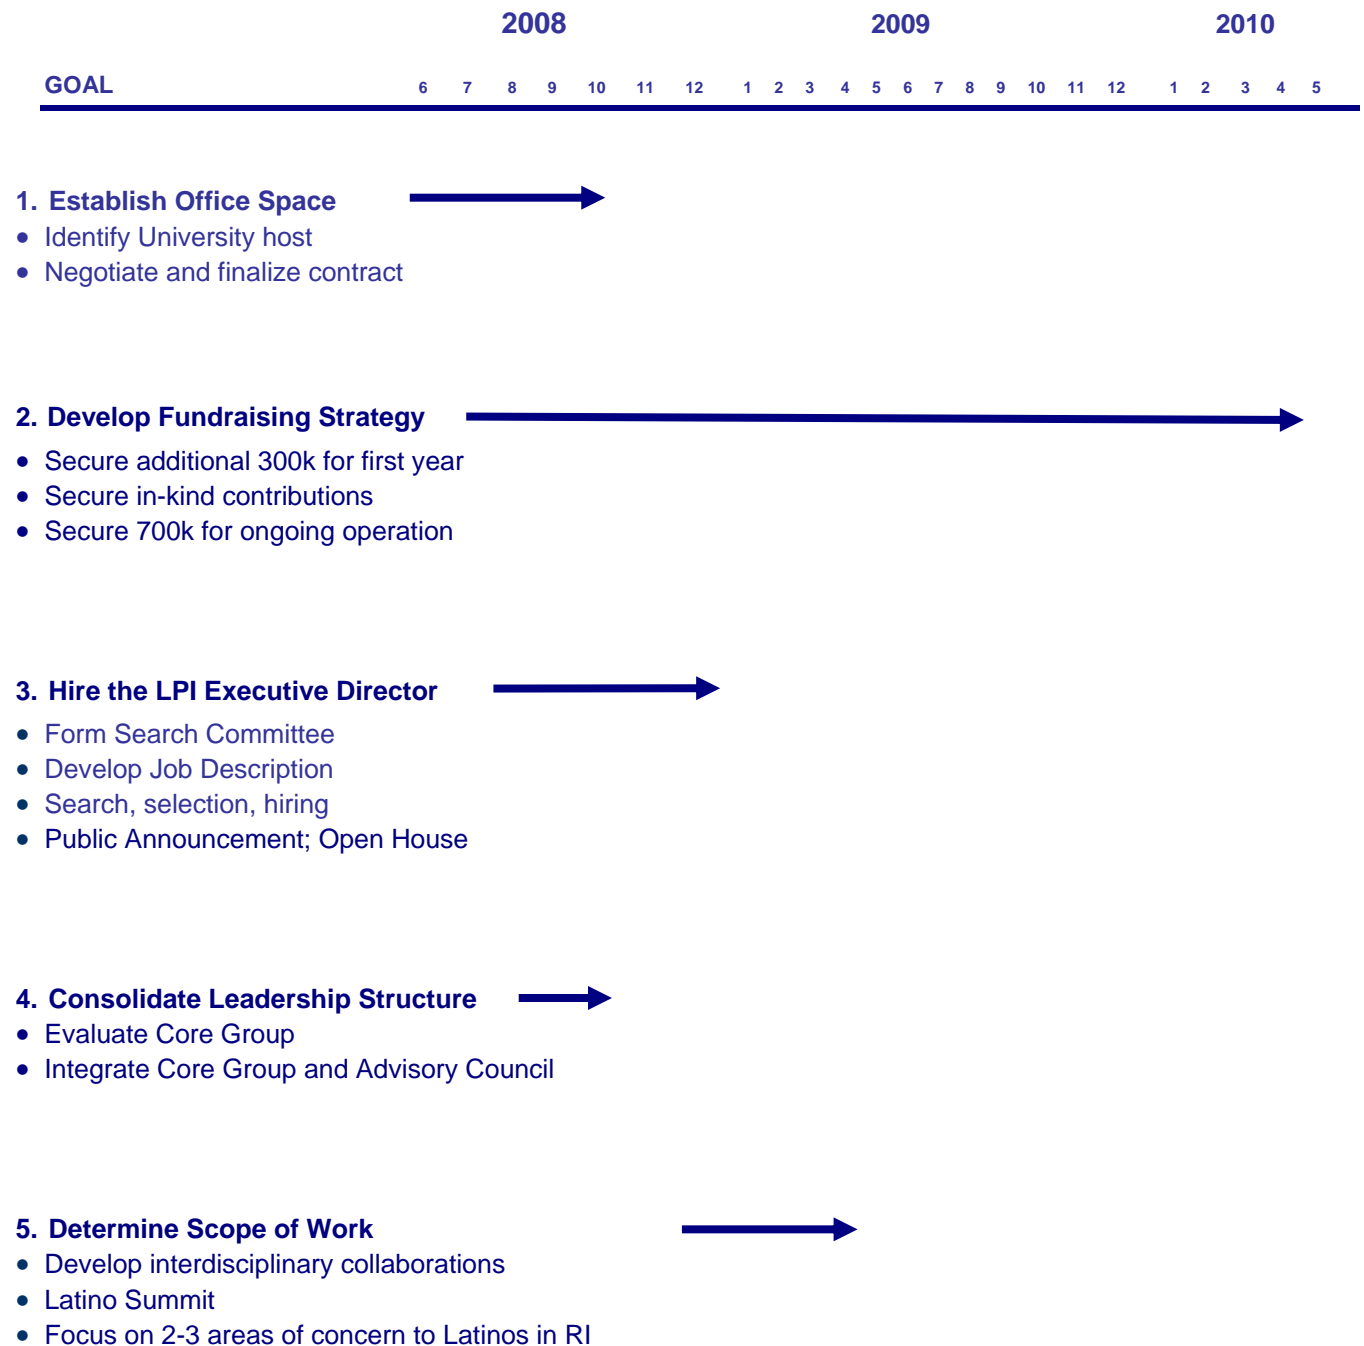 2008 2009 2010
GOAL 6 7 8 9 10 11 12 1 2 3 4 5 6 7 8 9 10 11 12 1 2 3 4 5
1. Establish Office Space
• Identify University host
• Negotiate and finalize contract
2. Develop Fundraising Strategy
• Secure additional 300k for first year
• Secure in-kind contributions
• Secure 700k for ongoing operation
3. Hire the LPI Executive Director
• Form Search Committee
• Develop Job Description
• Search, selection, hiring
• Public Announcement; Open House
4. Consolidate Leadership Structure
• Evaluate Core Group
• Integrate Core Group and Advisory Council
5. Determine Scope of Work
• Develop interdisciplinary collaborations
• Latino Summit
• Focus on 2-3 areas of concern to Latinos in RI